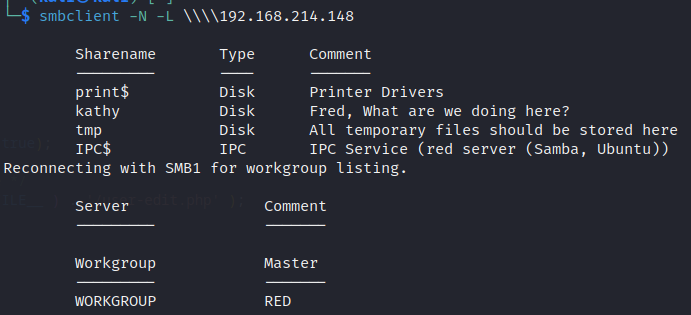 $ smbclient -N -L \\\\192.168.214.148
Sharename Type Comment
--------- ---- -------
print$ Disk Printer Drivers
kathy Disk Fred, What are we doing here?
tmp Disk All temporary files should be stored here
IPC$ IPC IPC Service (red server (Samba, Ubuntu))
Reconnecting with SMB1 for workgroup listing.
Server Comment
--------- -------
Workgroup Master
--------- -------
WORKGROUP RED